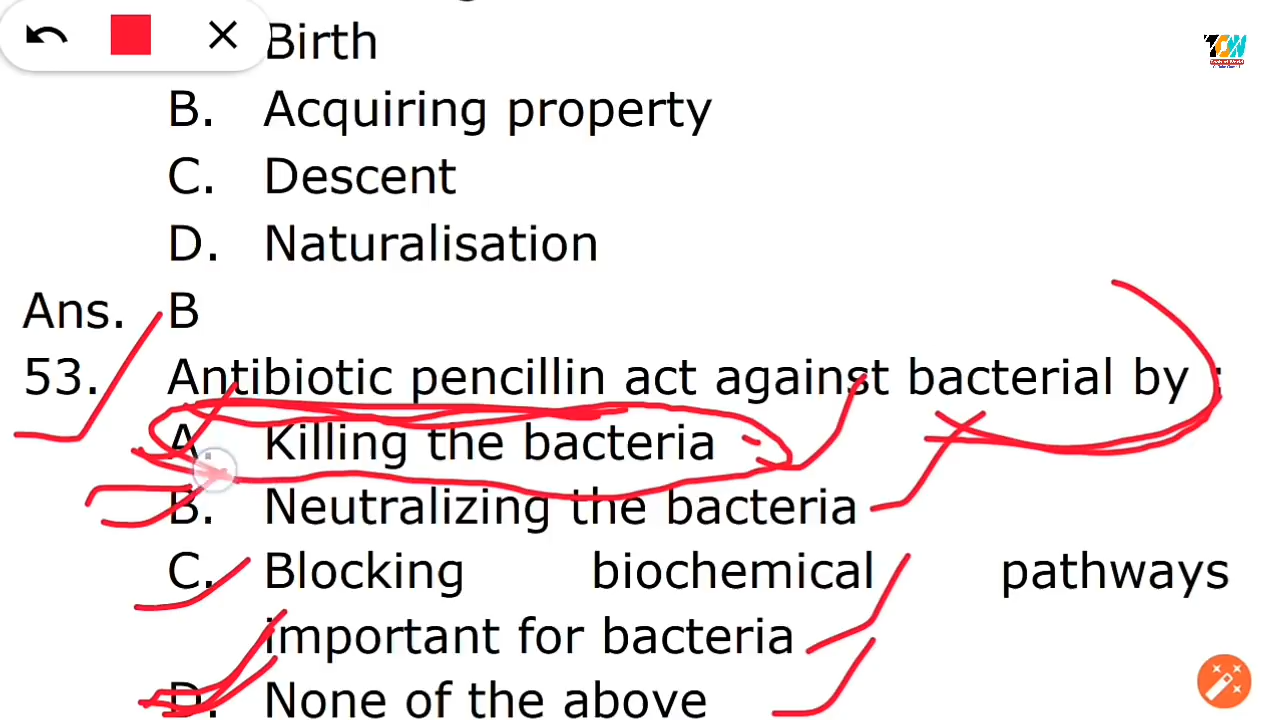 Birth
B. Acquiring property
C. Descent
D. Naturalisation
Ans. B
53. Antibiotic pencillin act against bacterial by :
A. Killing the bacteria
B. Neutralizing the bacteria
C. Blocking biochemical pathways
important for bacteria
D. None of the above
TOW